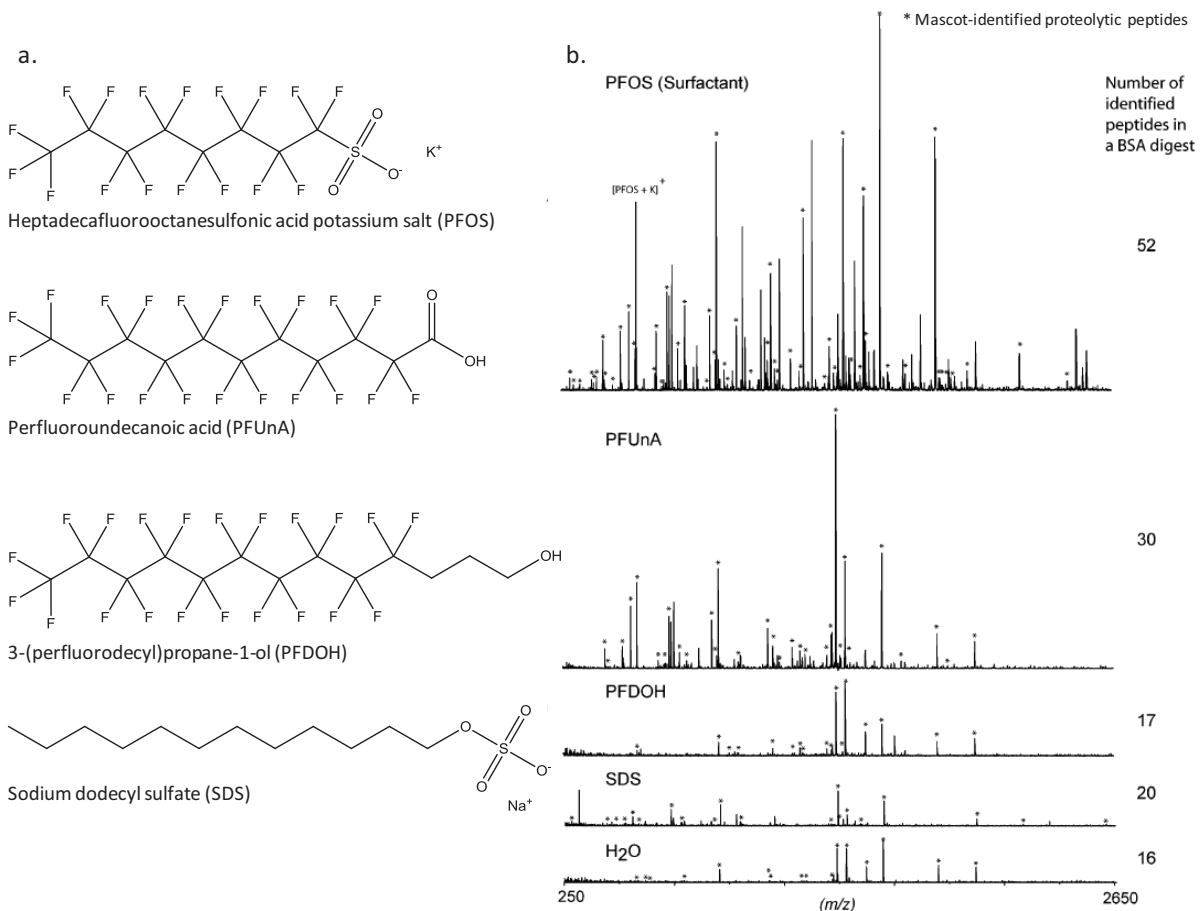 a.
F F F F F F F F
F
F
F F F F F F F
O
S
O
O-
K+
Heptadecafluorooctanesulfonic acid potassium salt (PFOS)
F F F F F F F F F
F
F
F F F F F F F F F F
O
OH
Perfluoroundecanoic acid (PFUnA)
F F F F F F F F F F
F
F
F F F F F F F F F
OH
3-(perfluorodecyl)propane-1-ol (PFDOH)
O
O
S
O
O-
Na+
Sodium dodecyl sulfate (SDS)
b.
* Mascot-identified proteolytic peptides
PFOS (Surfactant)
Number of
identified
peptides in
a BSA digest
[PFOS + K]+
52
PFUnA
30
PFDOH
17
SDS
20
H2O
16
250
(m/z)
2650